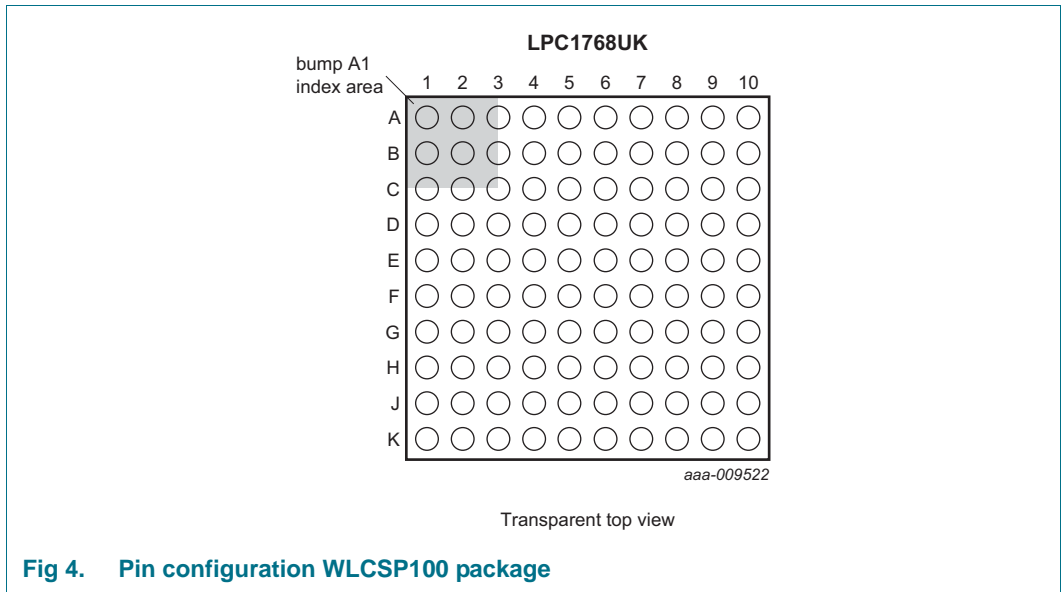 LPC1768UK
bump A1
index area
1 2 3 4 5 6 7 8 9 10
A
B
C
D
E
F
G
H
J
K
aaa-009522
Transparent top view
Fig 4. Pin configuration WLCSP100 package